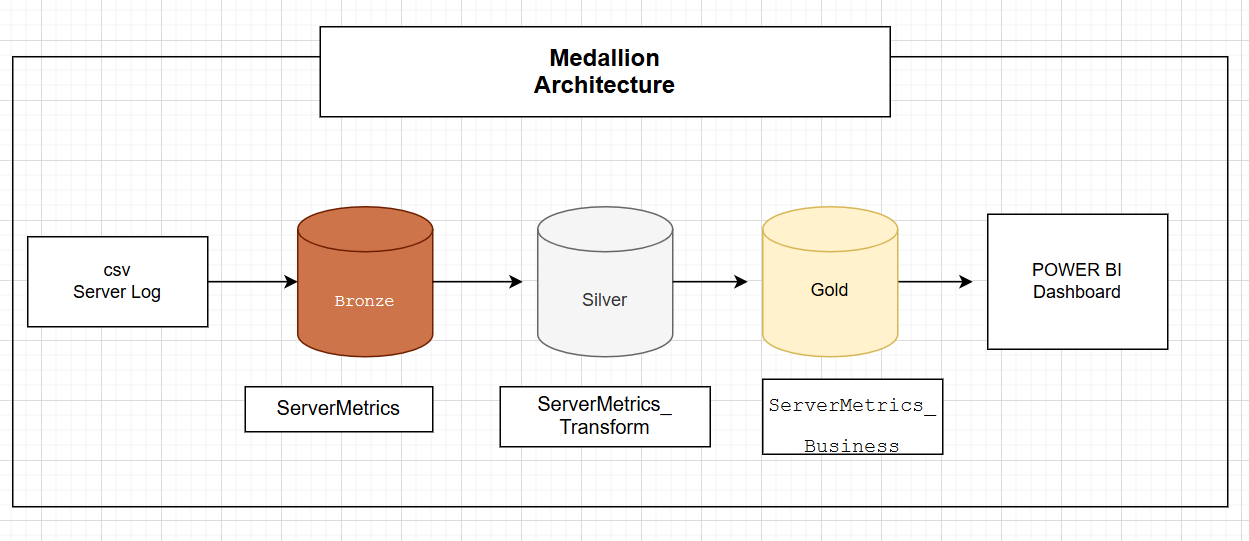 Medallion
Architecture
csv
Server Log
Bronze
Silver
Gold
POWER BI
Dashboard
ServerMetrics
ServerMetrics_
Transform
ServerMetrics_
Business